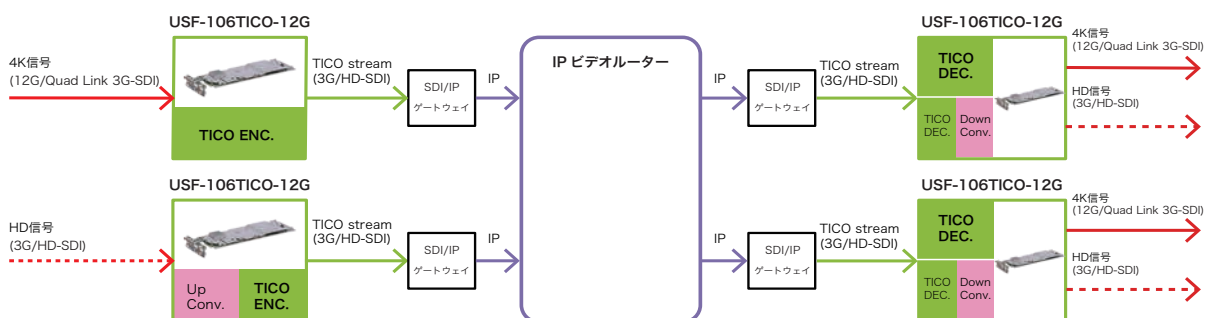 USF-106TICO-12G
4K信号
(12G/Quad Link 3G-SDI)
TICO ENC.
TICO stream
(3G/HD-SDI)
SDI/IP
ゲートウェイ
IP
IP ビデオルーター
IP
SDI/IP
ゲートウェイ
TICO stream
(3G/HD-SDI)
USF-106TICO-12G
TICO
DEC.
TICO
DEC.
Down
Conv.
4K信号
(12G/Quad Link 3G-SDI)
HD信号
(3G/HD-SDI)
USF-106TICO-12G
HD信号
(3G/HD-SDI)
Up
Conv.
TICO
ENC.
TICO stream
(3G/HD-SDI)
SDI/IP
ゲートウェイ
IP
IP
SDI/IP
ゲートウェイ
TICO stream
(3G/HD-SDI)
USF-106TICO-12G
TICO
DEC.
TICO
DEC.
Down
Conv.
4K信号
(12G/Quad Link 3G-SDI)
HD信号
(3G/HD-SDI)